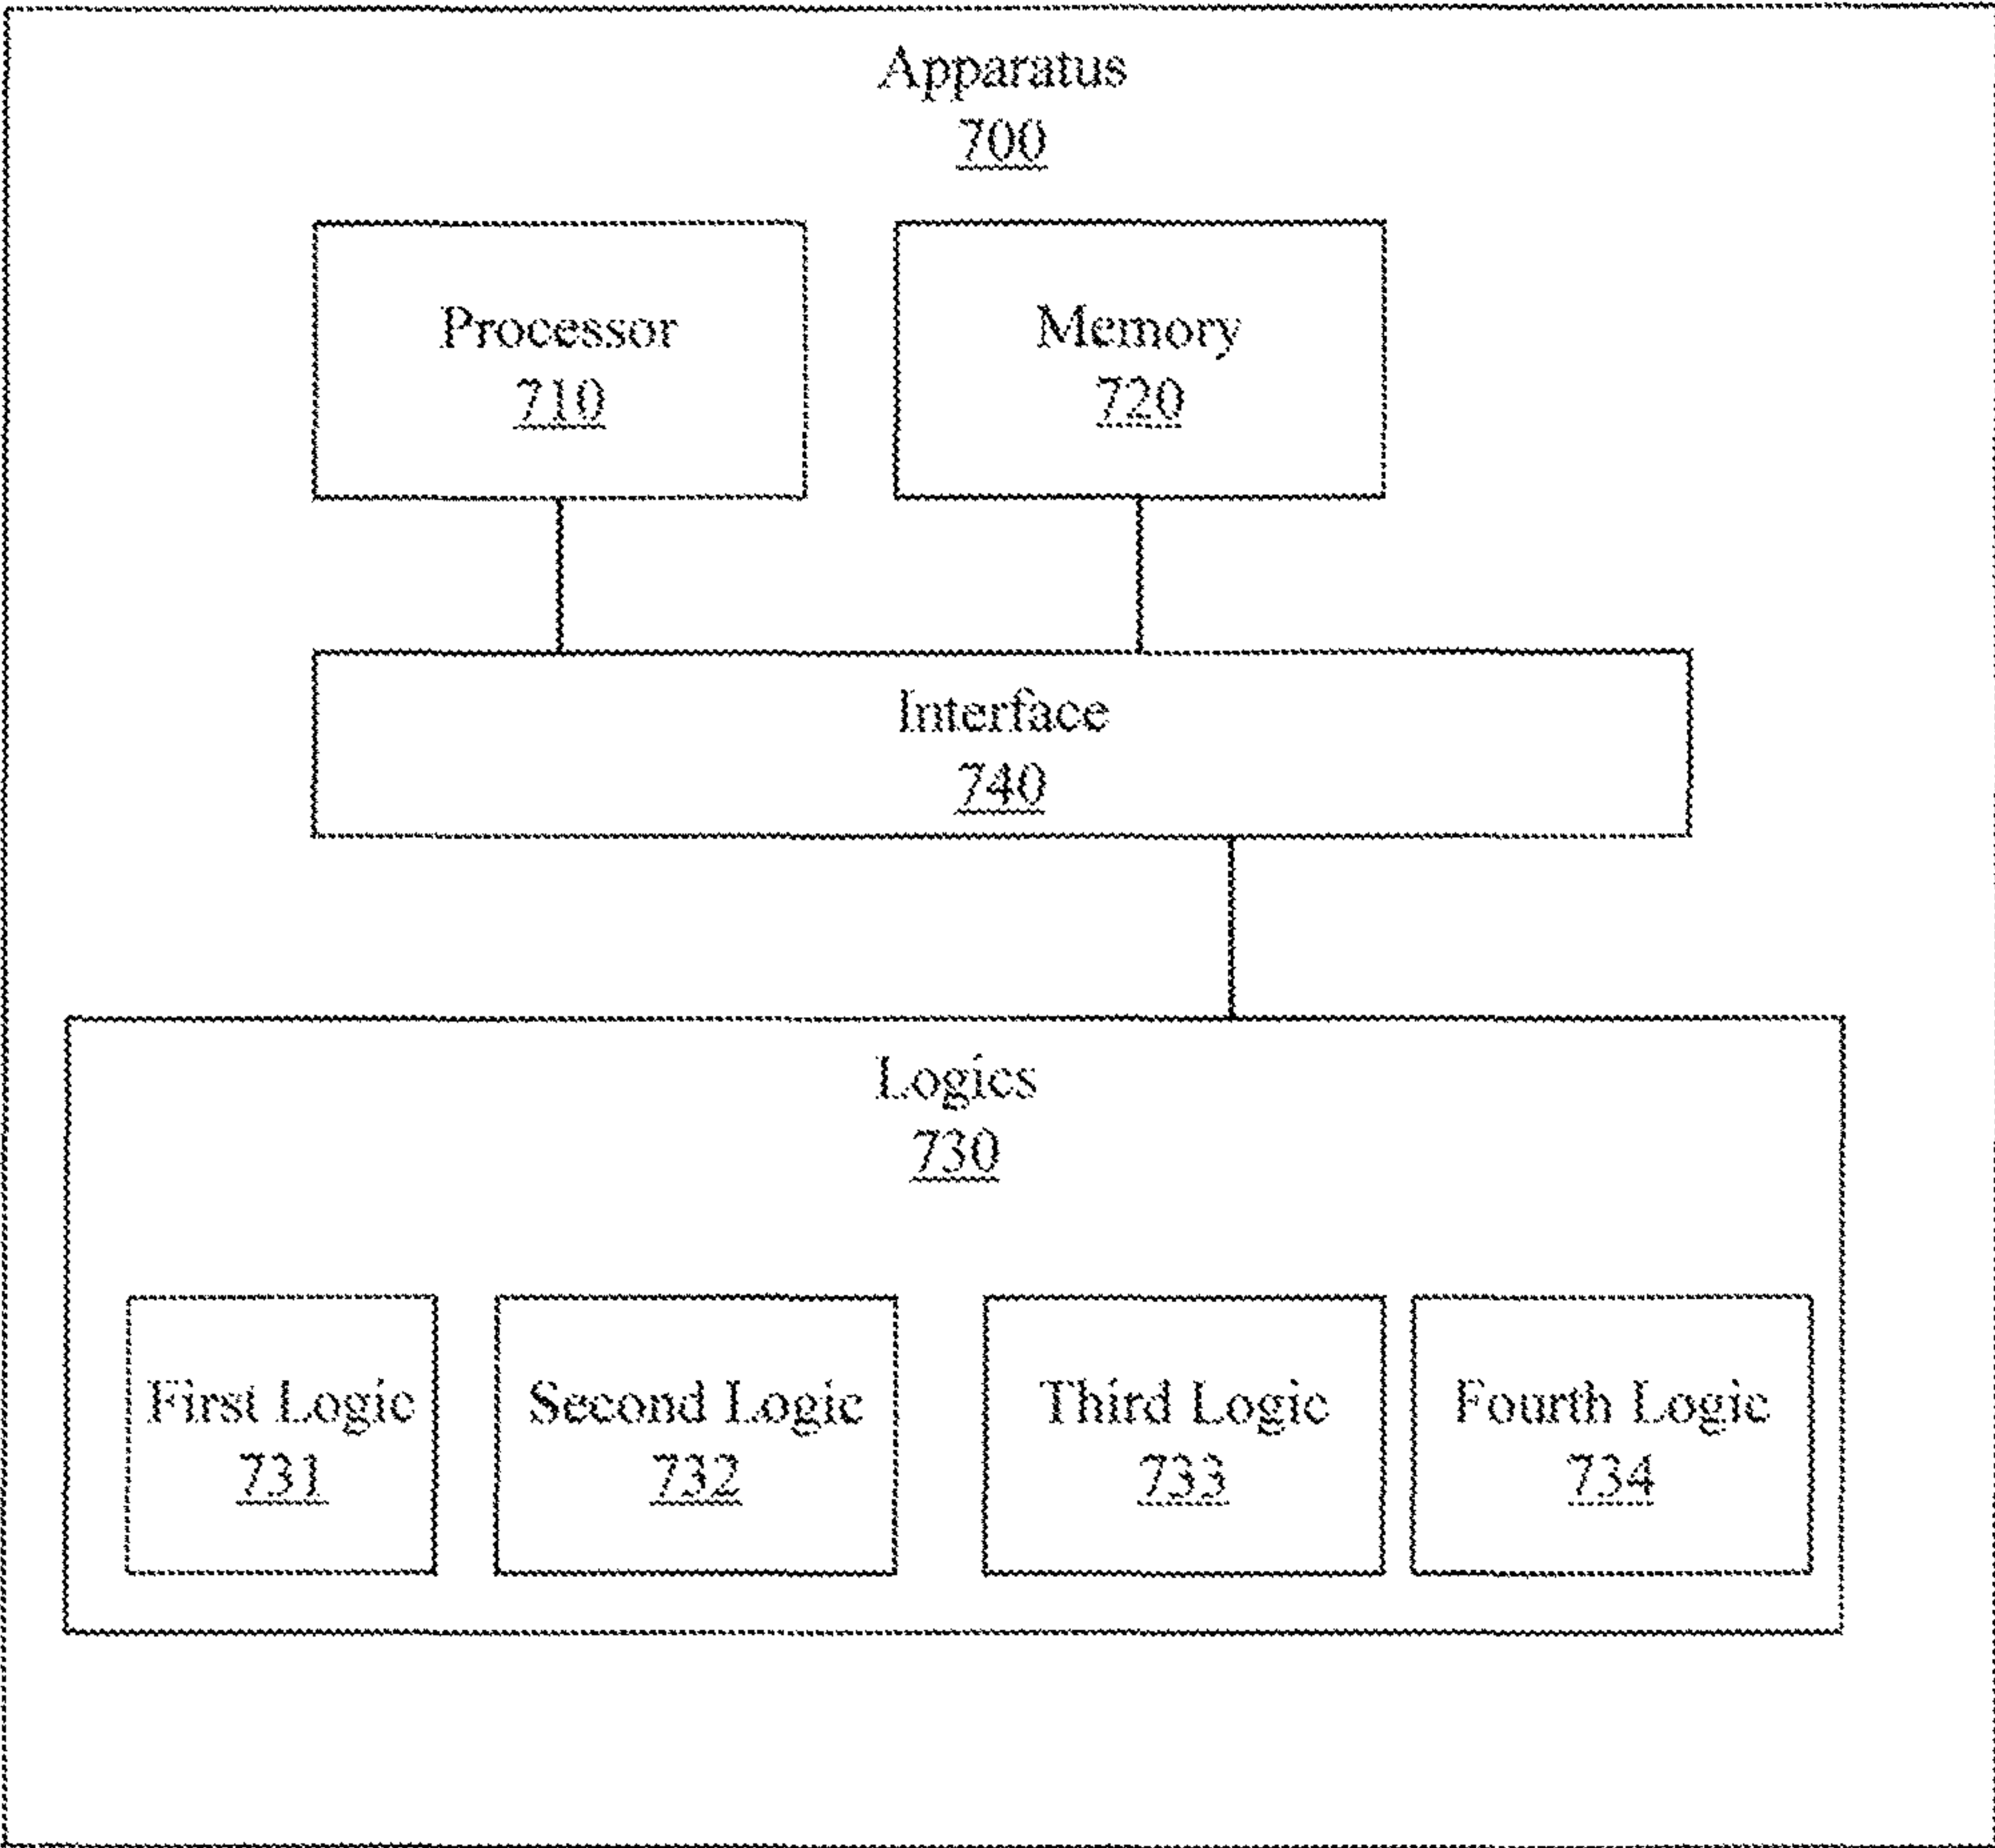 Apparatus
700
Processor
710
Memory
720
Interface
740
Logics
730
First Logic
731
Second Logic
732
Third Logic
733
Fourth Logic
734